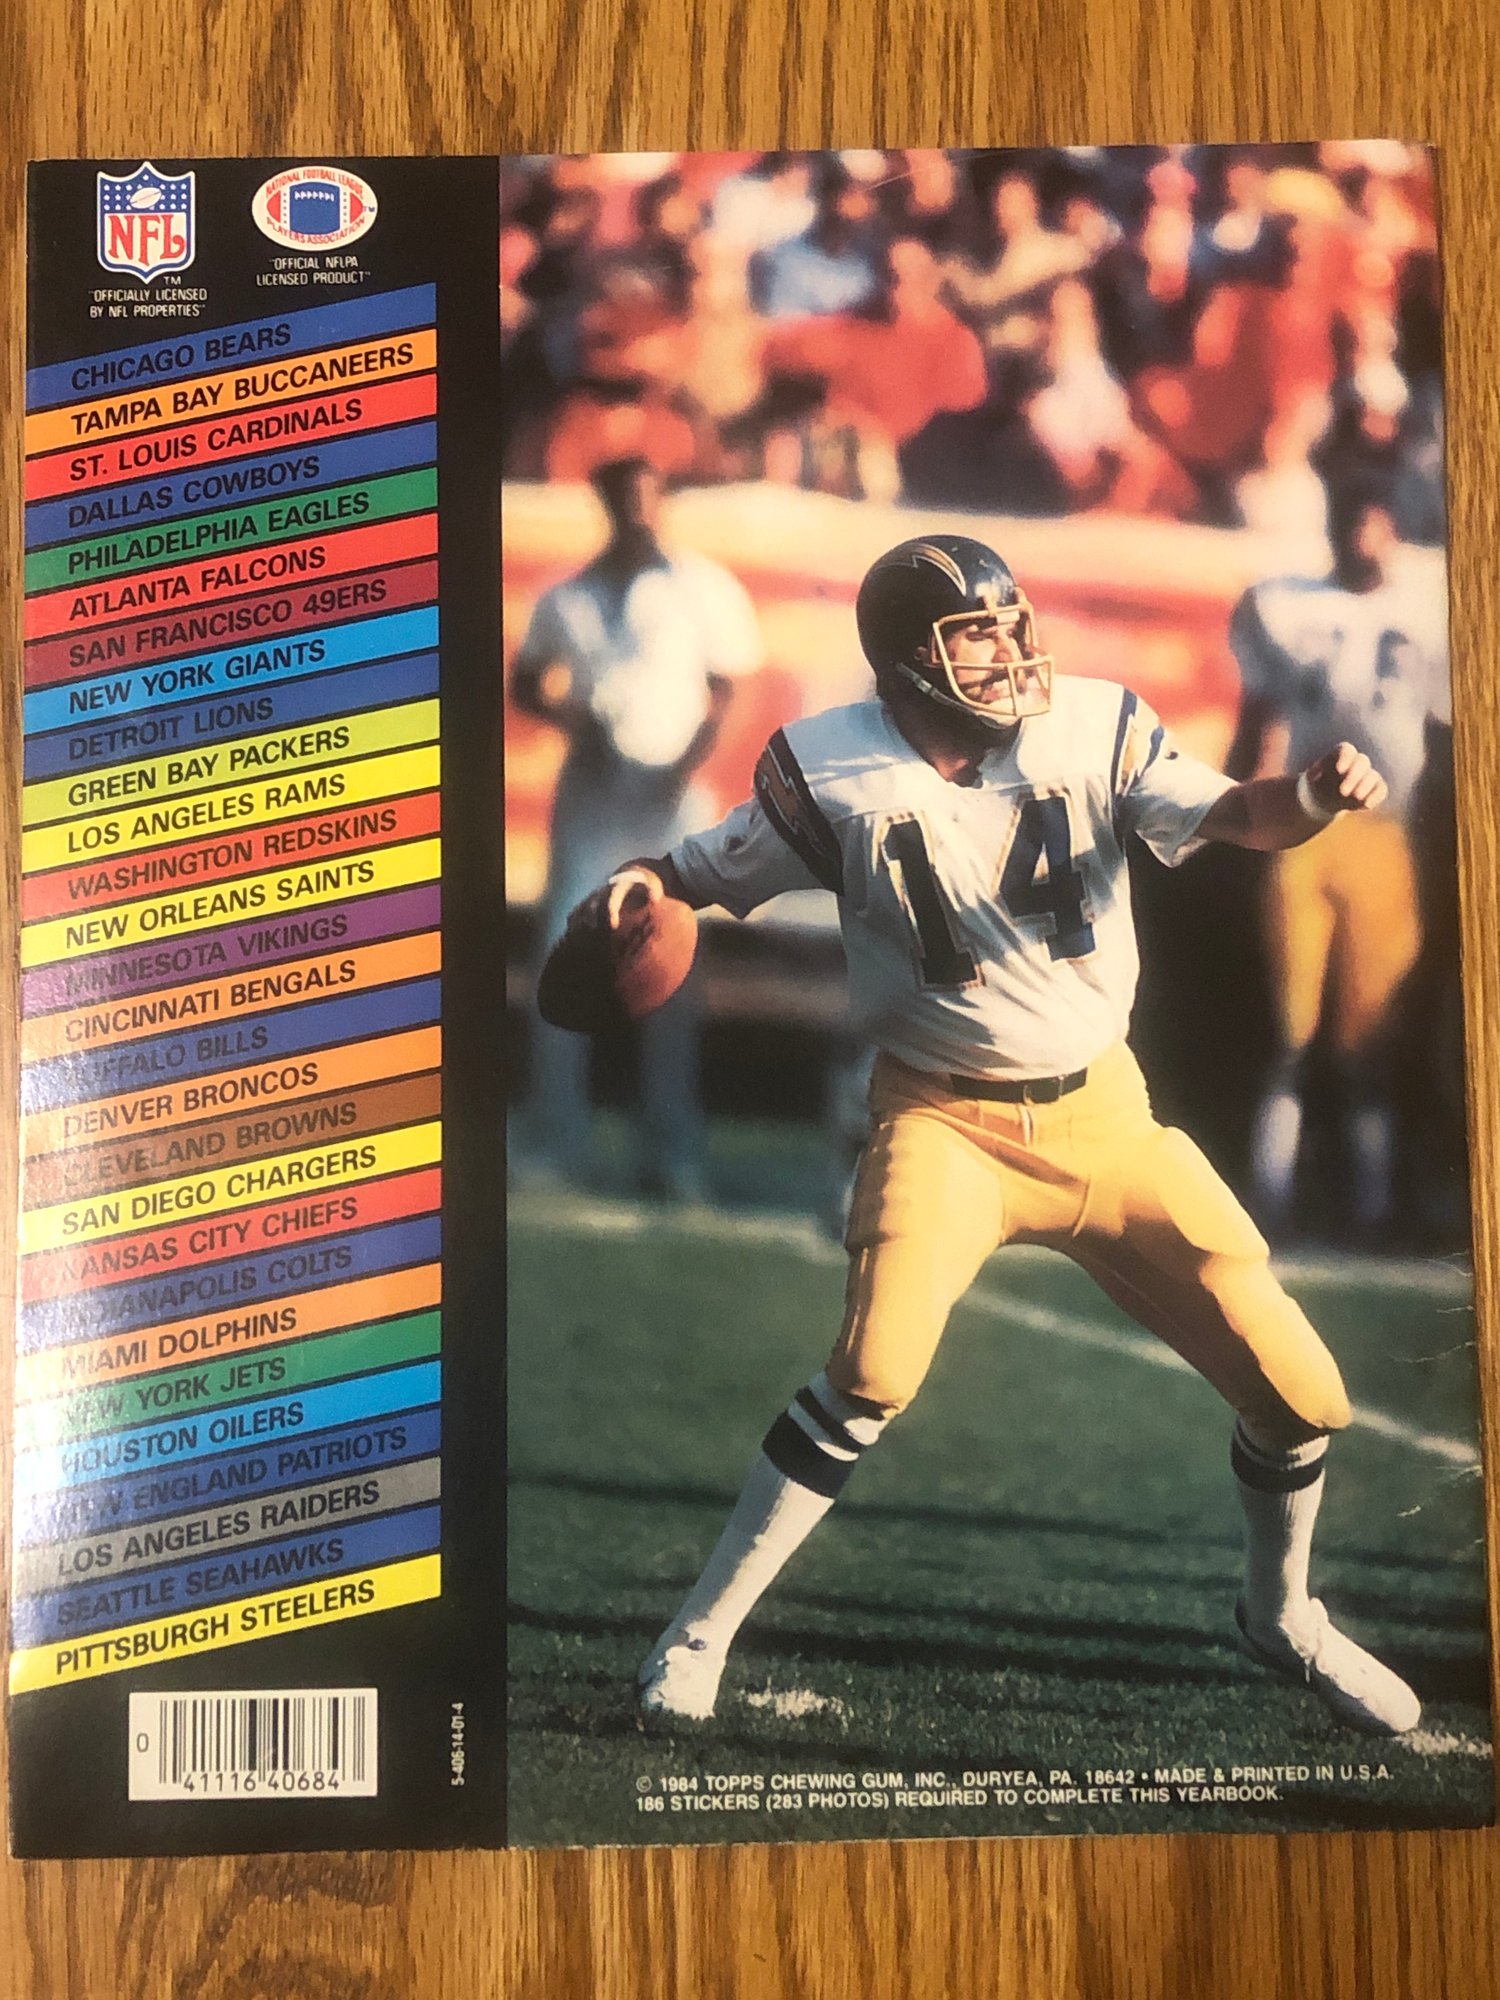 NFL
TM
"OFFICIALLY LICENSED
BY NFL PROPERTIES"
NATIONAL FOOTBALL LEAGUE
PLAYERS ASSOCIATION
TM
"OFFICIAL NFLPA
LICENSED PRODUCT"
CHICAGO BEARS
TAMPA BAY BUCCANEERS
ST. LOUIS CARDINALS
DALLAS COWBOYS
PHILADELPHIA EAGLES
ATLANTA FALCONS
SAN FRANCISCO 49ERS
NEW YORK GIANTS
DETROIT LIONS
GREEN BAY PACKERS
LOS ANGELES RAMS
WASHINGTON REDSKINS
NEW ORLEANS SAINTS
MINNESOTA VIKINGS
CINCINNATI BENGALS
BUFFALO BILLS
DENVER BRONCOS
CLEVELAND BROWNS
SAN DIEGO CHARGERS
KANSAS CITY CHIEFS
INDIANAPOLIS COLTS
MIAMI DOLPHINS
NEW YORK JETS
HOUSTON OILERS
NEW ENGLAND PATRIOTS
LOS ANGELES RAIDERS
SEATTLE SEAHAWKS
PITTSBURGH STEELERS
0 41116 40684
5-406-14-01-4
14
© 1984 TOPPS CHEWING GUM, INC., DURYEA, PA. 18642 • MADE & PRINTED IN U.S.A.
186 STICKERS (283 PHOTOS) REQUIRED TO COMPLETE THIS YEARBOOK.